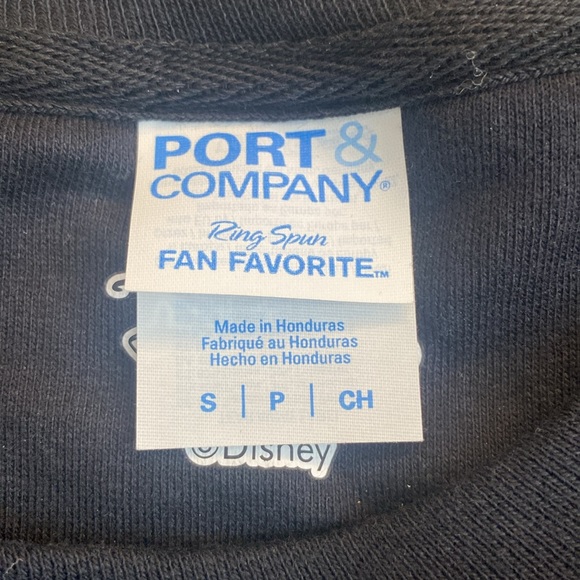 PORT &
COMPANY®
Ring Spun
FAN FAVORITE™
Made in Honduras
Fabriqué au Honduras
Hecho en Honduras
S | P | CH
©Disney